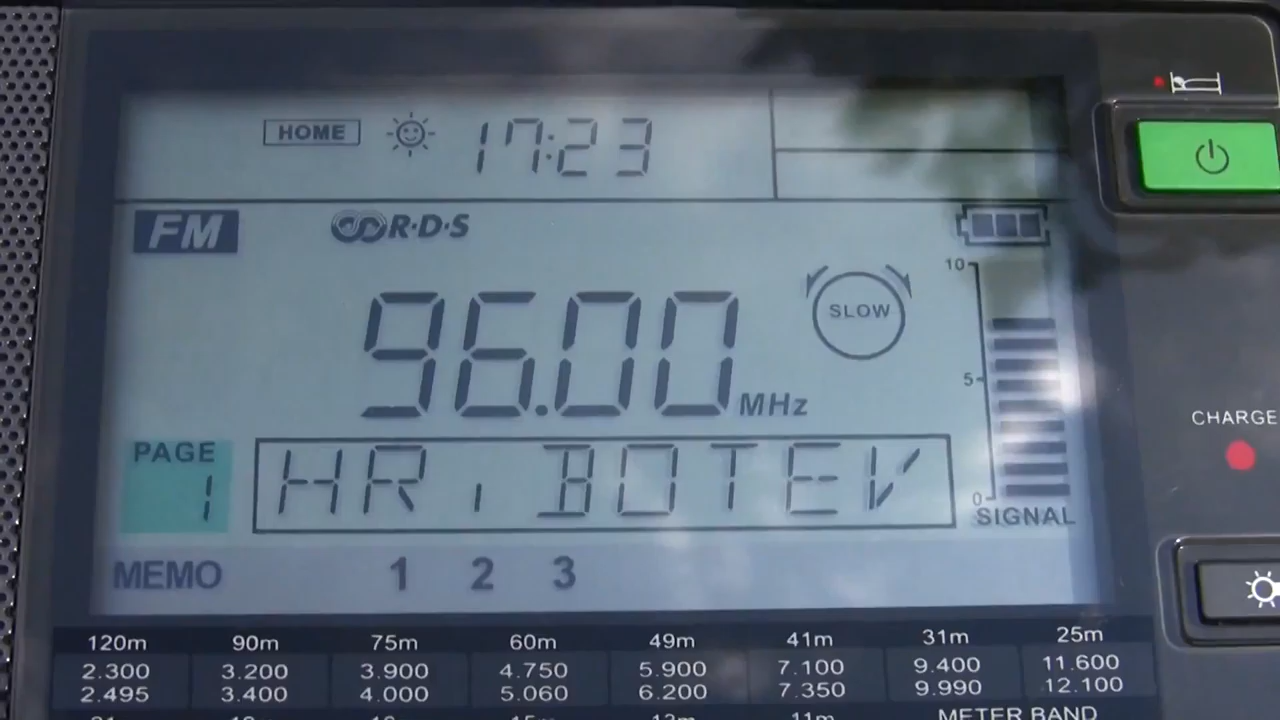 HOME 17:23
FM R·D·S
96.00 MHz
SLOW
10
5
0
SIGNAL
PAGE
1
HR. BOTEV
MEMO 1 2 3
CHARGE
120m 90m 75m 60m 49m 41m 31m 25m
2.300 3.200 3.900 4.750 5.900 7.100 9.400 11.600
2.495 3.400 4.000 5.060 6.200 7.350 9.990 12.100
METER BAND